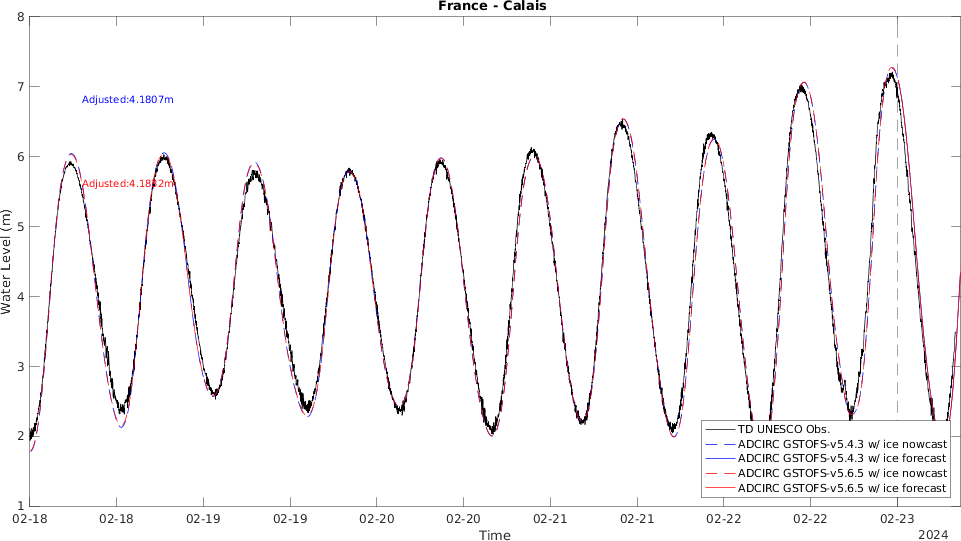 France - Calais
8
7
6
5
4
3
2
1
Water Level (m)
Adjusted:4.1807m
TD UNESCO Obs.
ADCIRC GSTOFS-v5.4.3 w/ ice nowcast
ADCIRC GSTOFS-v5.4.3 w/ ice forecast
ADCIRC GSTOFS-v5.6.5 w/ ice nowcast
ADCIRC GSTOFS-v5.6.5 w/ ice forecast
02-18 02-18 02-19 02-19 02-20 02-20 02-21 02-21 02-22 02-22 02-23
Time
2024